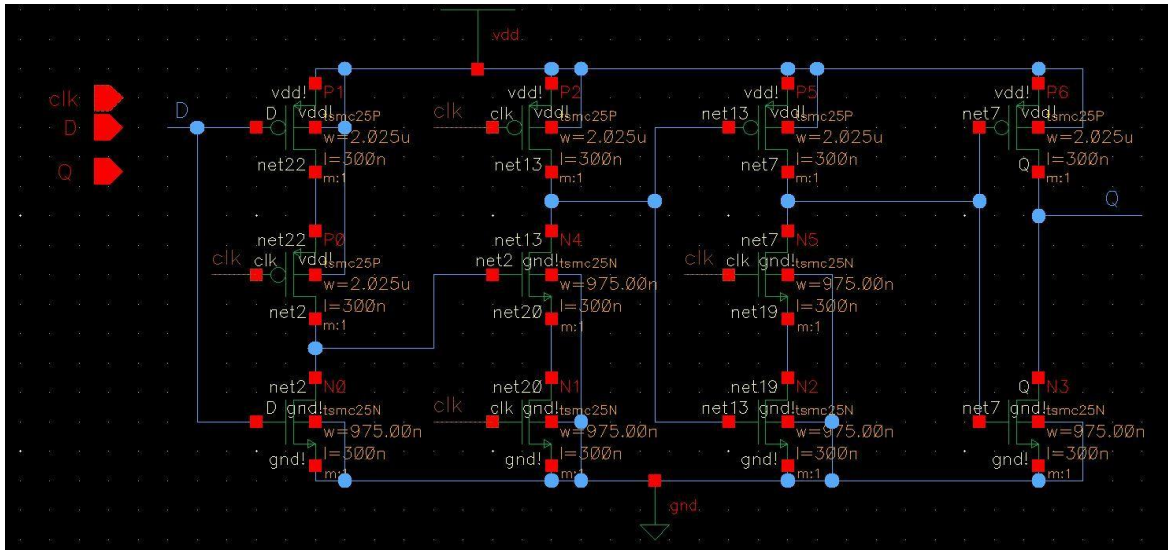 vdd.
clk
D
Q
D
vdd! P1
D vdd! tsmc25P
w=2.025u
l=300n
net22 m:1
clk
vdd! P2
clk vdd! tsmc25P
w=2.025u
l=300n
net13 m:1
vdd! P5
net13 vdd! tsmc25P
w=2.025u
l=300n
net7 m:1
vdd! P6
net7 vdd! tsmc25P
w=2.025u
l=300n
Q m:1
Q
clk
net22 P0
clk vdd! tsmc25P
w=2.025u
l=300n
net2 m:1
net13 N4
net2 gnd! tsmc25N
w=975.00n
l=300n
net20 m:1
clk
net7 N5
clk gnd! tsmc25N
w=975.00n
l=300n
net19 m:1
net2 N0
D gnd! tsmc25N
w=975.00n
l=300n
gnd! m:1
clk
net20 N1
clk gnd! tsmc25N
w=975.00n
l=300n
gnd! m:1
net19 N2
net13 gnd! tsmc25N
w=975.00n
l=300n
gnd! m:1
Q N3
net7 gnd! tsmc25N
w=975.00n
l=300n
gnd! m:1
gnd.